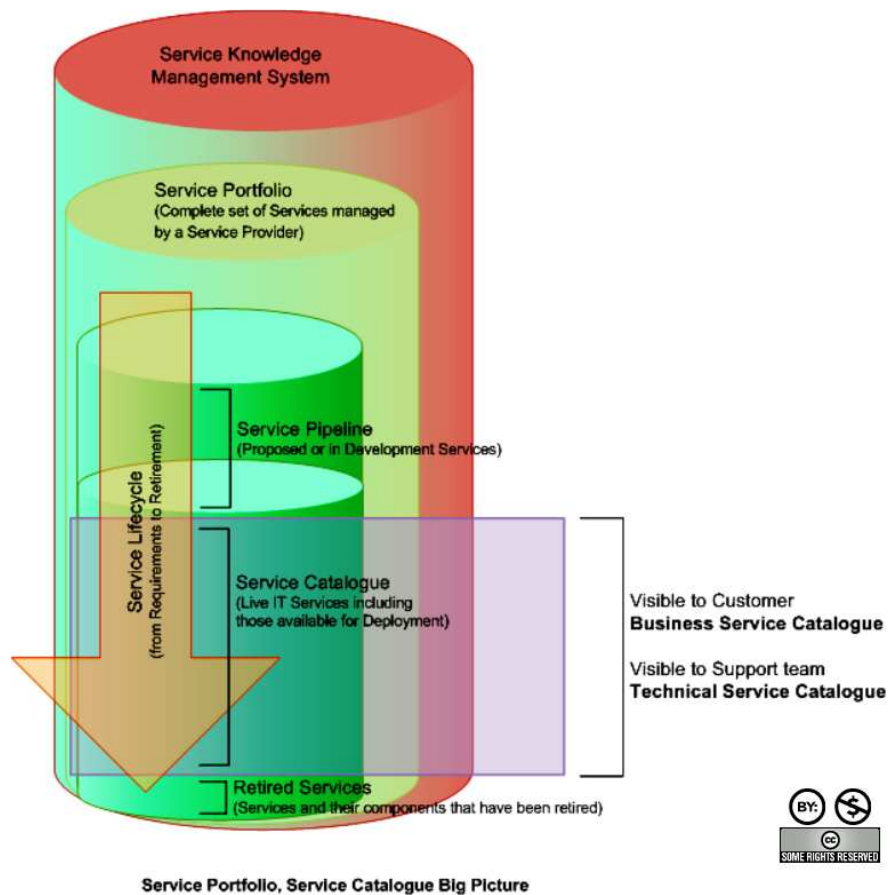 Service Knowledge
Management System
Service Portfolio
(Complete set of Services managed
by a Service Provider)
Service Pipeline
(Proposed or in Development Services)
Service Lifecycle
(from Requirements to Retirement)
Service Catalogue
(Live IT Services including
those available for Deployment)
Visible to Customer
Business Service Catalogue
Visible to Support team
Technical Service Catalogue
Retired Services
(Services and their components that have been retired)
BY: $
cc
SOME RIGHTS RESERVED
Service Portfolio, Service Catalogue Big Picture